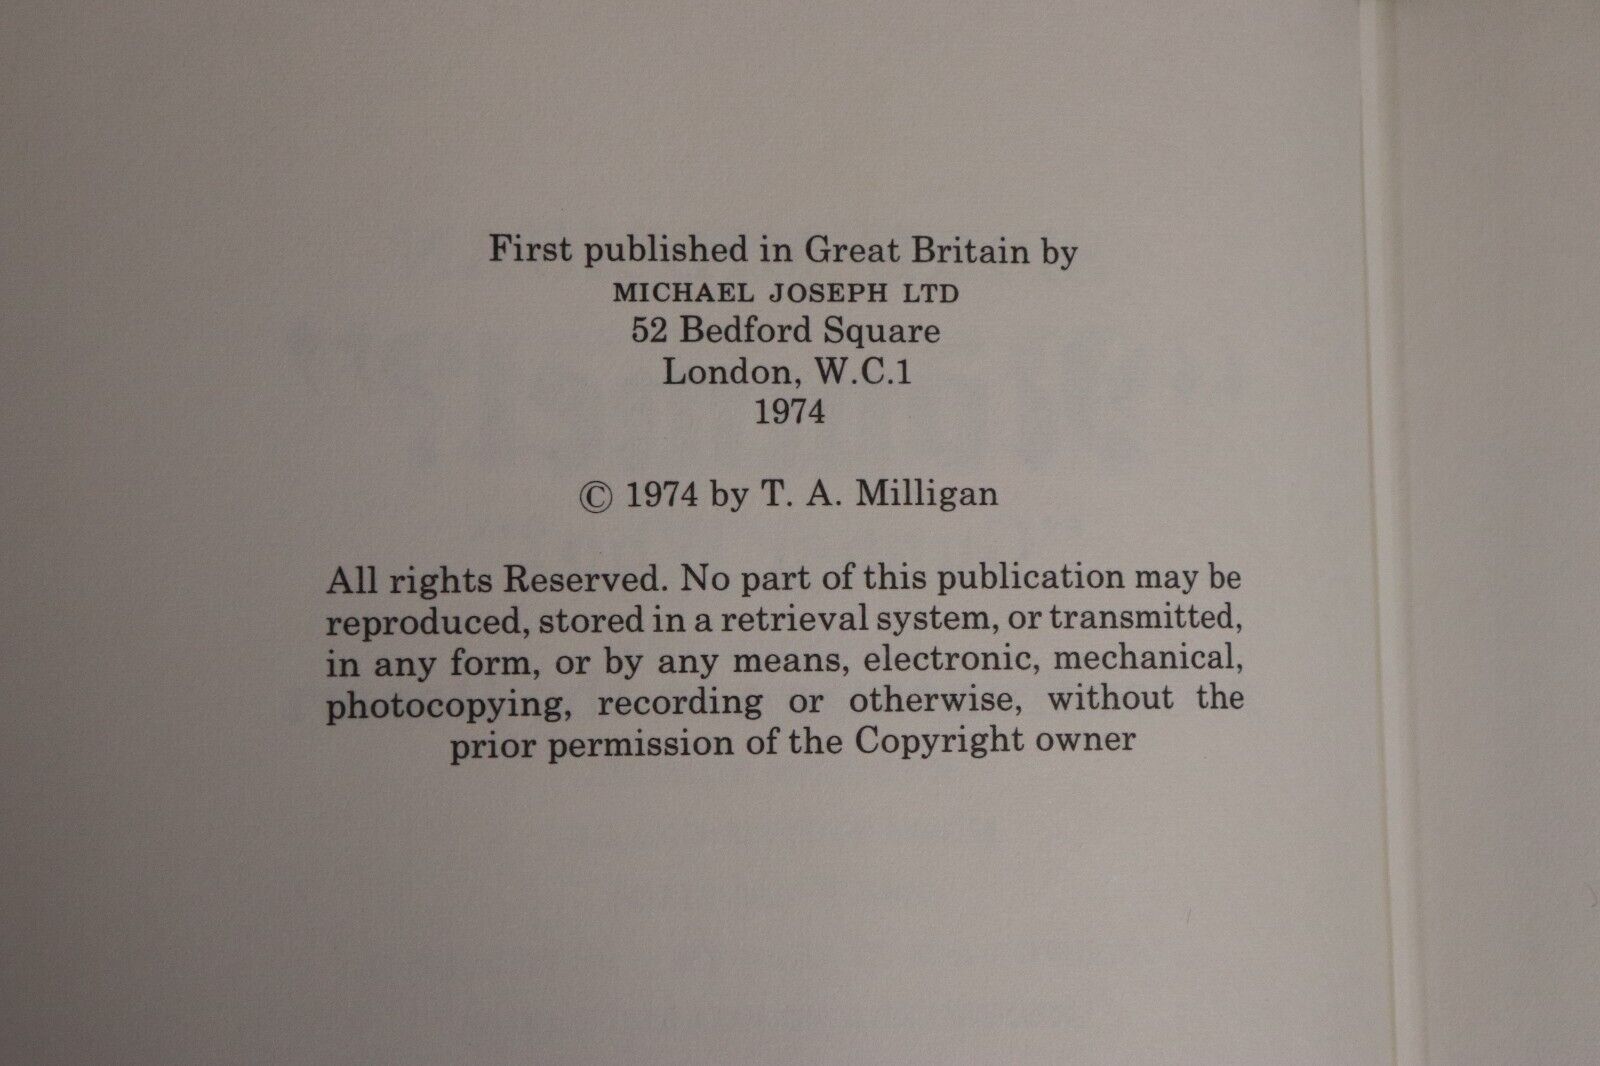 First published in Great Britain by
MICHAEL JOSEPH LTD
52 Bedford Square
London, W.C.1
1974
© 1974 by T. A. Milligan
All rights Reserved. No part of this publication may be
reproduced, stored in a retrieval system, or transmitted,
in any form, or by any means, electronic, mechanical,
photocopying, recording or otherwise, without the
prior permission of the Copyright owner